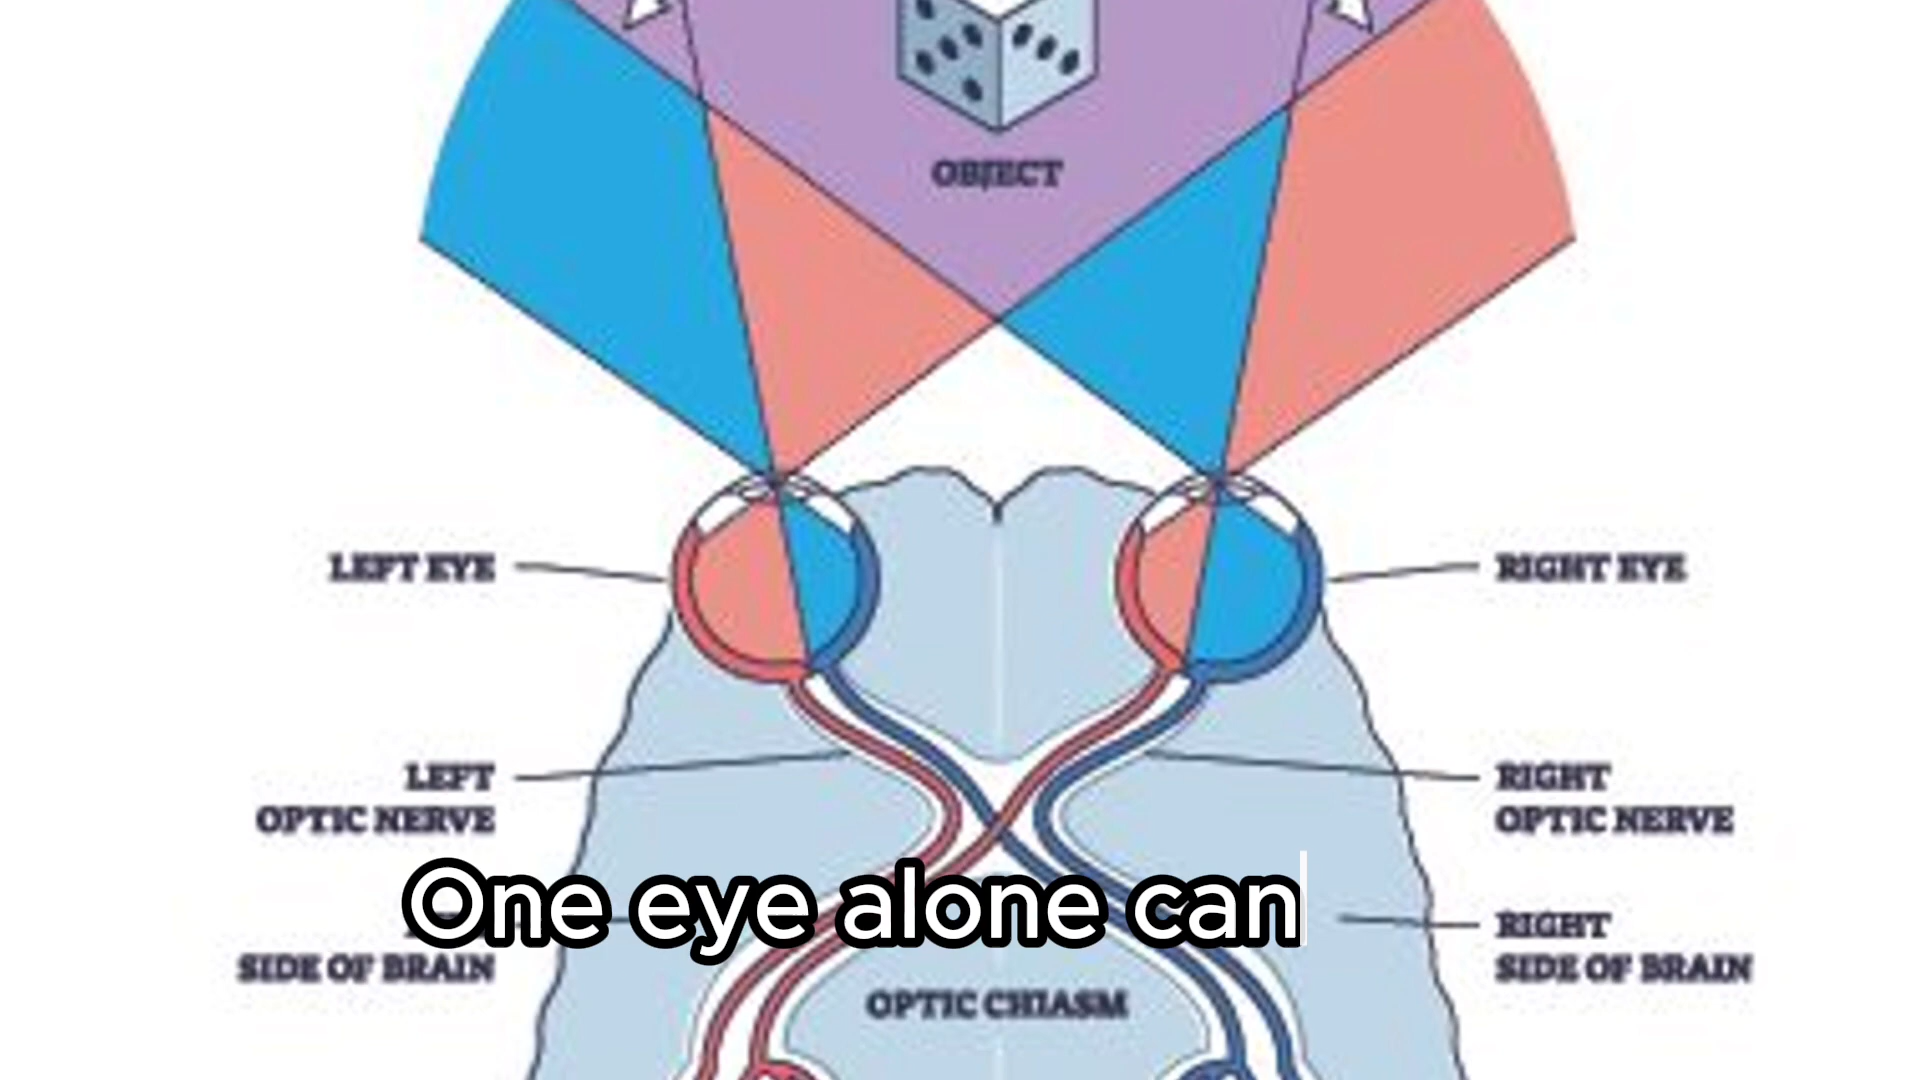 OBJECT
LEFT EYE
RIGHT EYE
LEFT
OPTIC NERVE
RIGHT
OPTIC NERVE
One eye alone can
SIDE OF BRAIN
RIGHT
SIDE OF BRAIN
OPTIC CHIASM